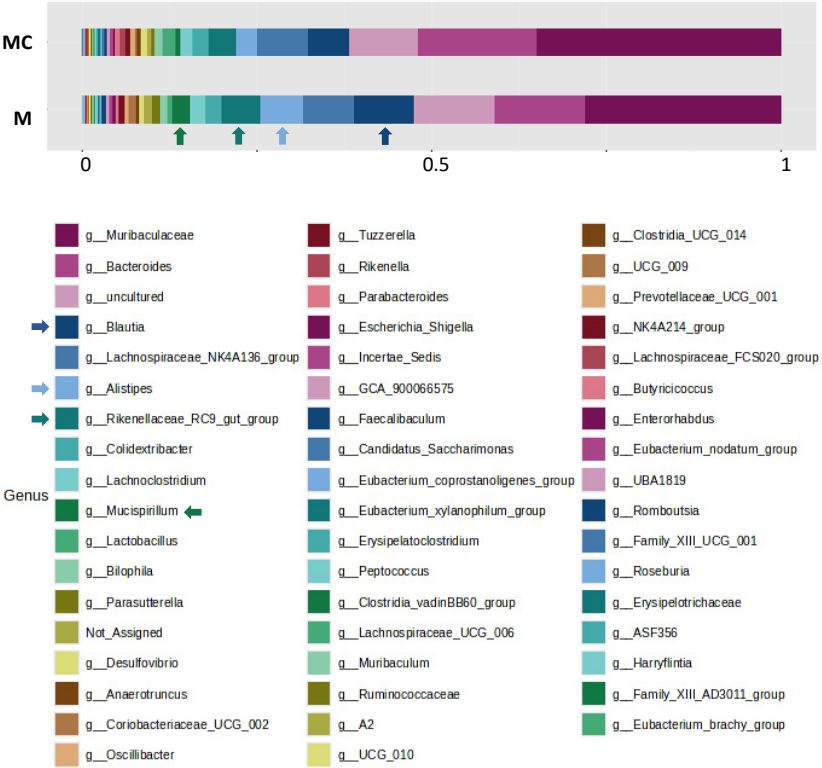 MC
M
0
0.5
1
Genus
g__Muribaculaceae
g__Bacteroides
g__uncultured
g__Blautia
g__Lachnospiraceae_NK4A136_group
g__Alistipes
g__Rikenellaceae_RC9_gut_group
g__Colidextribacter
g__Lachnoclostridium
g__Mucispirillum
g__Lactobacillus
g__Bilophila
g__Parasutterella
Not_Assigned
g__Desulfovibrio
g__Anaerotruncus
g__Coriobacteriaceae_UCG_002
g__Oscillibacter
g__Tuzzerella
g__Rikenella
g__Parabacteroides
g__Escherichia_Shigella
g__Incertae_Sedis
g__GCA_900066575
g__Faecalibaculum
g__Candidatus_Saccharimonas
g__Eubacterium_coprostanoligenes_group
g__Eubacterium_xylanophilum_group
g__Erysipelatoclostridium
g__Peptococcus
g__Clostridia_vadinBB60_group
g__Lachnospiraceae_UCG_006
g__Muribaculum
g__Ruminococcaceae
g__A2
g__UCG_010
g__Clostridia_UCG_014
g__UCG_009
g__Prevotellaceae_UCG_001
g__NK4A214_group
g__Lachnospiraceae_FCS020_group
g__Butyricicoccus
g__Enterorhabdus
g__Eubacterium_nodatum_group
g__UBA1819
g__Romboutsia
g__Family_XIII_UCG_001
g__Roseburia
g__Erysipelotrichaceae
g__ASF356
g__Harryflintia
g__Family_XIII_AD3011_group
g__Eubacterium_brachy_group